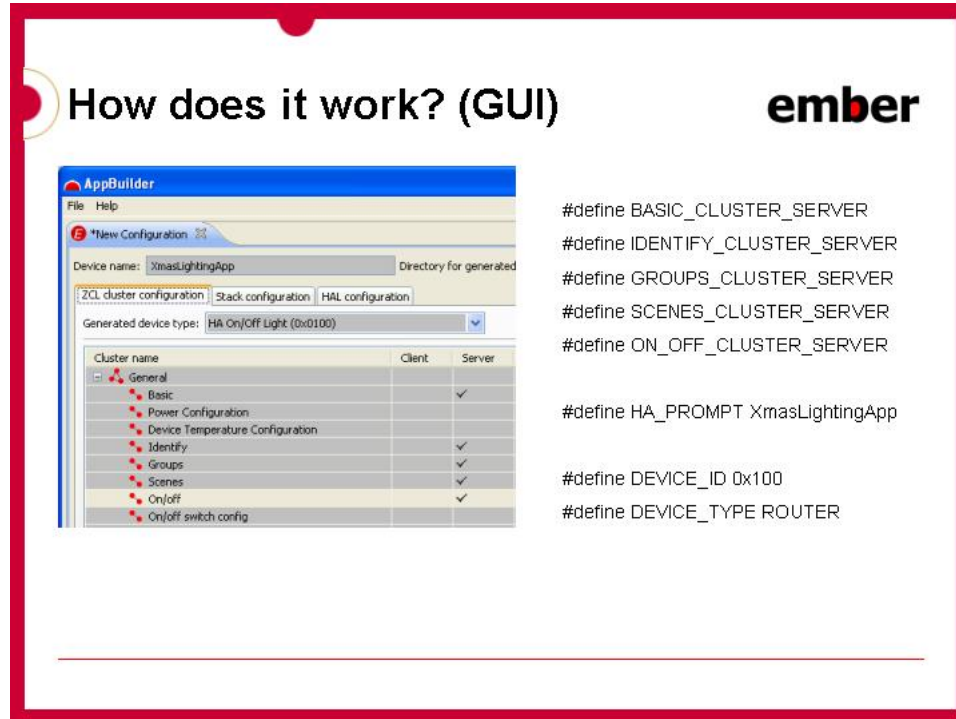 How does it work? (GUI)
ember
AppBuilder
File Help
*New Configuration
Device name: XmasLightingApp Directory for generated
ZCL cluster configuration Stack configuration HAL configuration
Generated device type: HA On/Off Light (0x0100)
Cluster name Client Server
General
Basic
Power Configuration
Device Temperature Configuration
Identify
Groups
Scenes
On/off
On/off switch config
#define BASIC_CLUSTER_SERVER
#define IDENTIFY_CLUSTER_SERVER
#define GROUPS_CLUSTER_SERVER
#define SCENES_CLUSTER_SERVER
#define ON_OFF_CLUSTER_SERVER
#define HA_PROMPT XmasLightingApp
#define DEVICE_ID 0x100
#define DEVICE_TYPE ROUTER